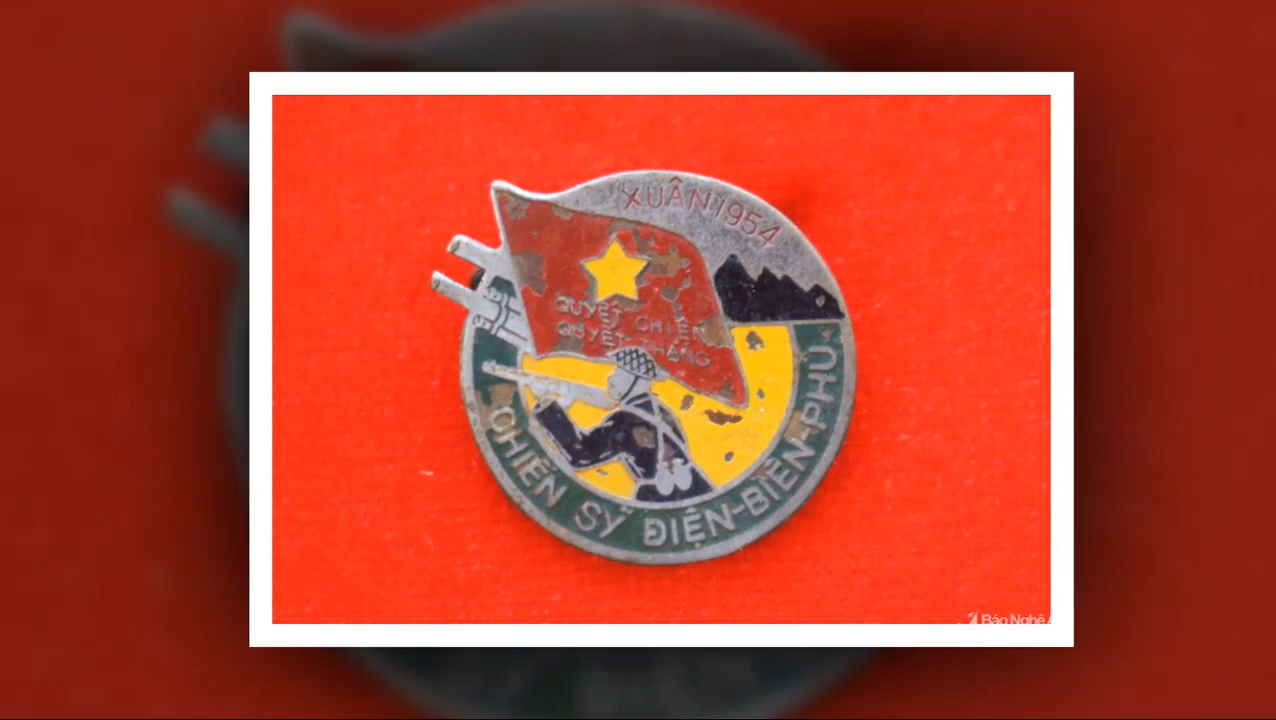 XUÂN 1954
QUYẾT CHIẾN
QUYẾT THẮNG
CHIẾN SỸ ĐIỆN-BIÊN-PHỦ
Báo Nghệ